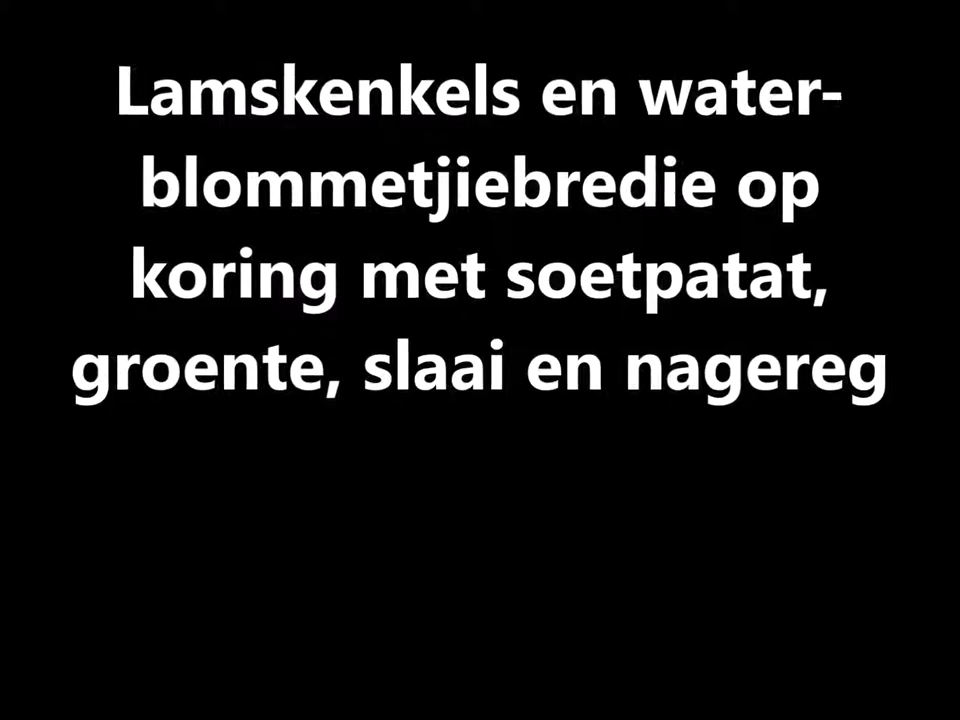 Lamskenkels en water-
blommetjiebredie op
koring met soetpatat,
groente, slaai en nagereg